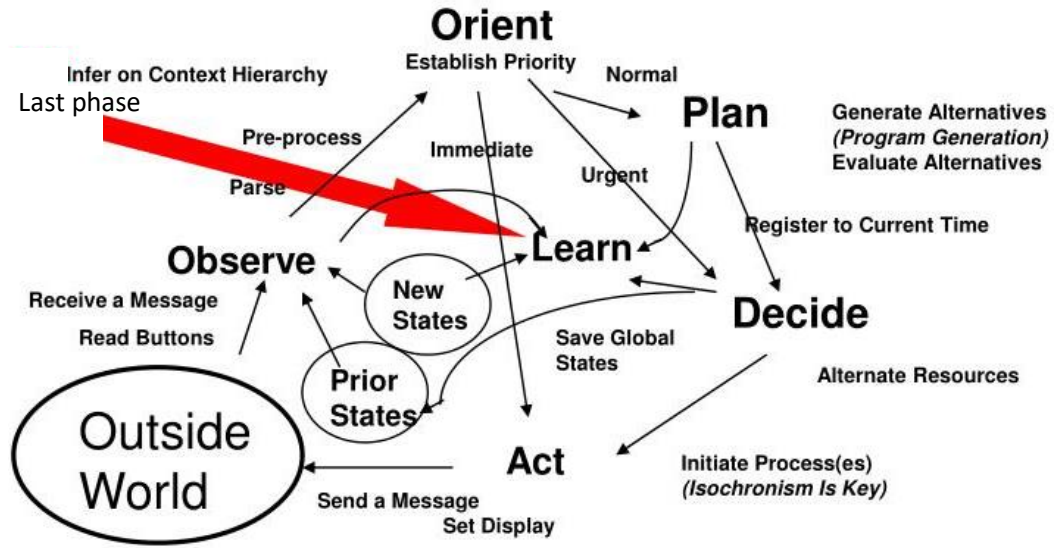 Orient
Establish Priority
nfer on Context Hierarchy
Normal
Last phase
Plan
Generate Alternatives
(Program Generation)
Evaluate Alternatives
Pre-process
Immediate
Parse
Urgent
Register to Current Time
Observe
Learn
Receive a Message
New
States
Decide
Read Buttons
Save Global
States
Prior
States
Alternate Resources
Outside
World
Act
Initiate Process(es)
(Isochronism Is Key)
Send a Message
Set Display